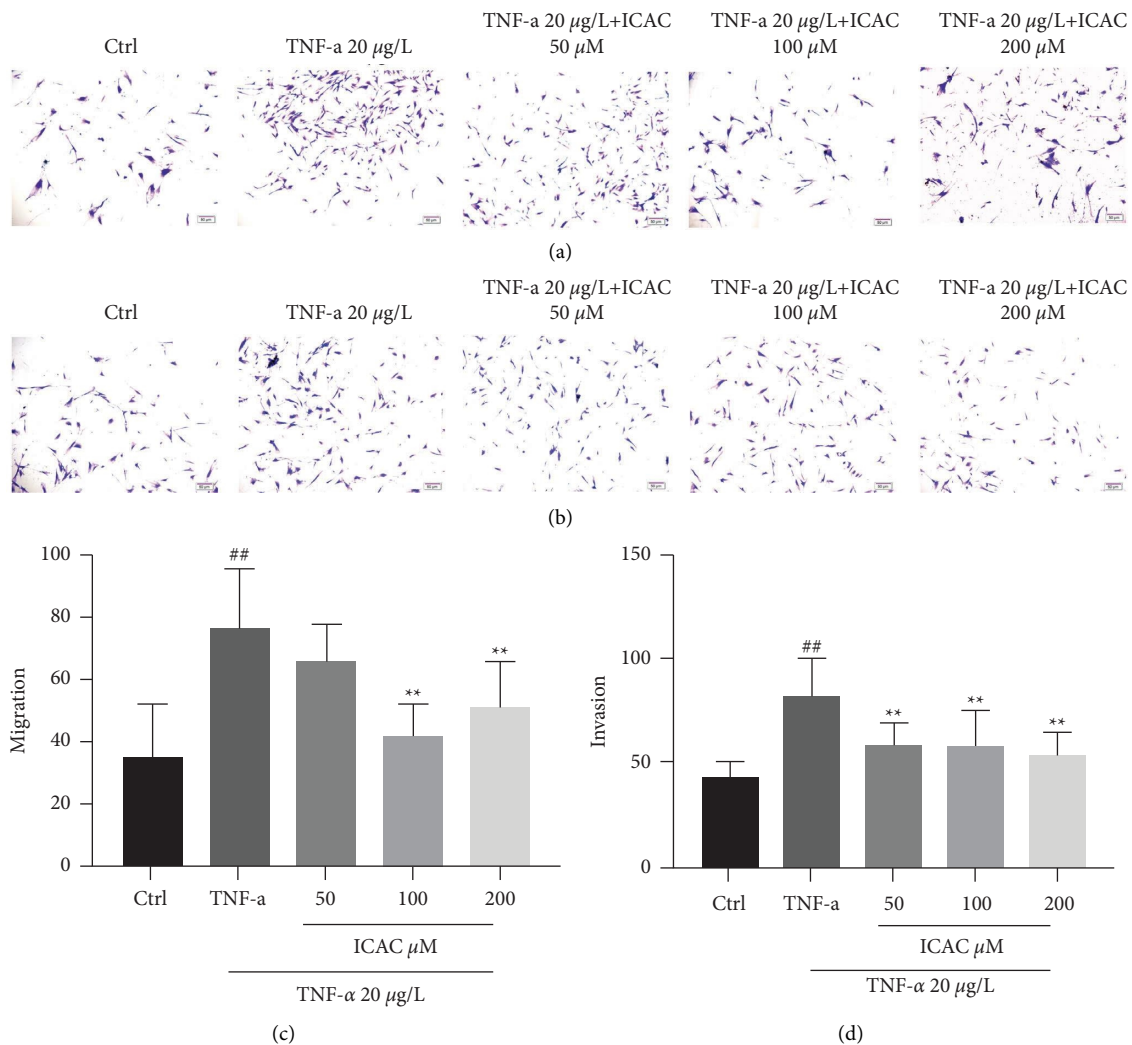 Ctrl
TNF-a 20 µg/L
TNF-a 20 µg/L+ICAC
50 µM
TNF-a 20 µg/L+ICAC
100 µM
TNF-a 20 µg/L+ICAC
200 µM
(a)
Ctrl
TNF-a 20 µg/L
TNF-a 20 µg/L+ICAC
50 µM
TNF-a 20 µg/L+ICAC
100 µM
TNF-a 20 µg/L+ICAC
200 µM
(b)
Migration
100
80
60
40
20
0
##
**
**
Ctrl
TNF-a
50
100
200
ICAC µM
TNF-α 20 µg/L
(c)
Invasion
150
100
50
0
##
**
**
**
Ctrl
TNF-a
50
100
200
ICAC µM
TNF-α 20 µg/L
(d)